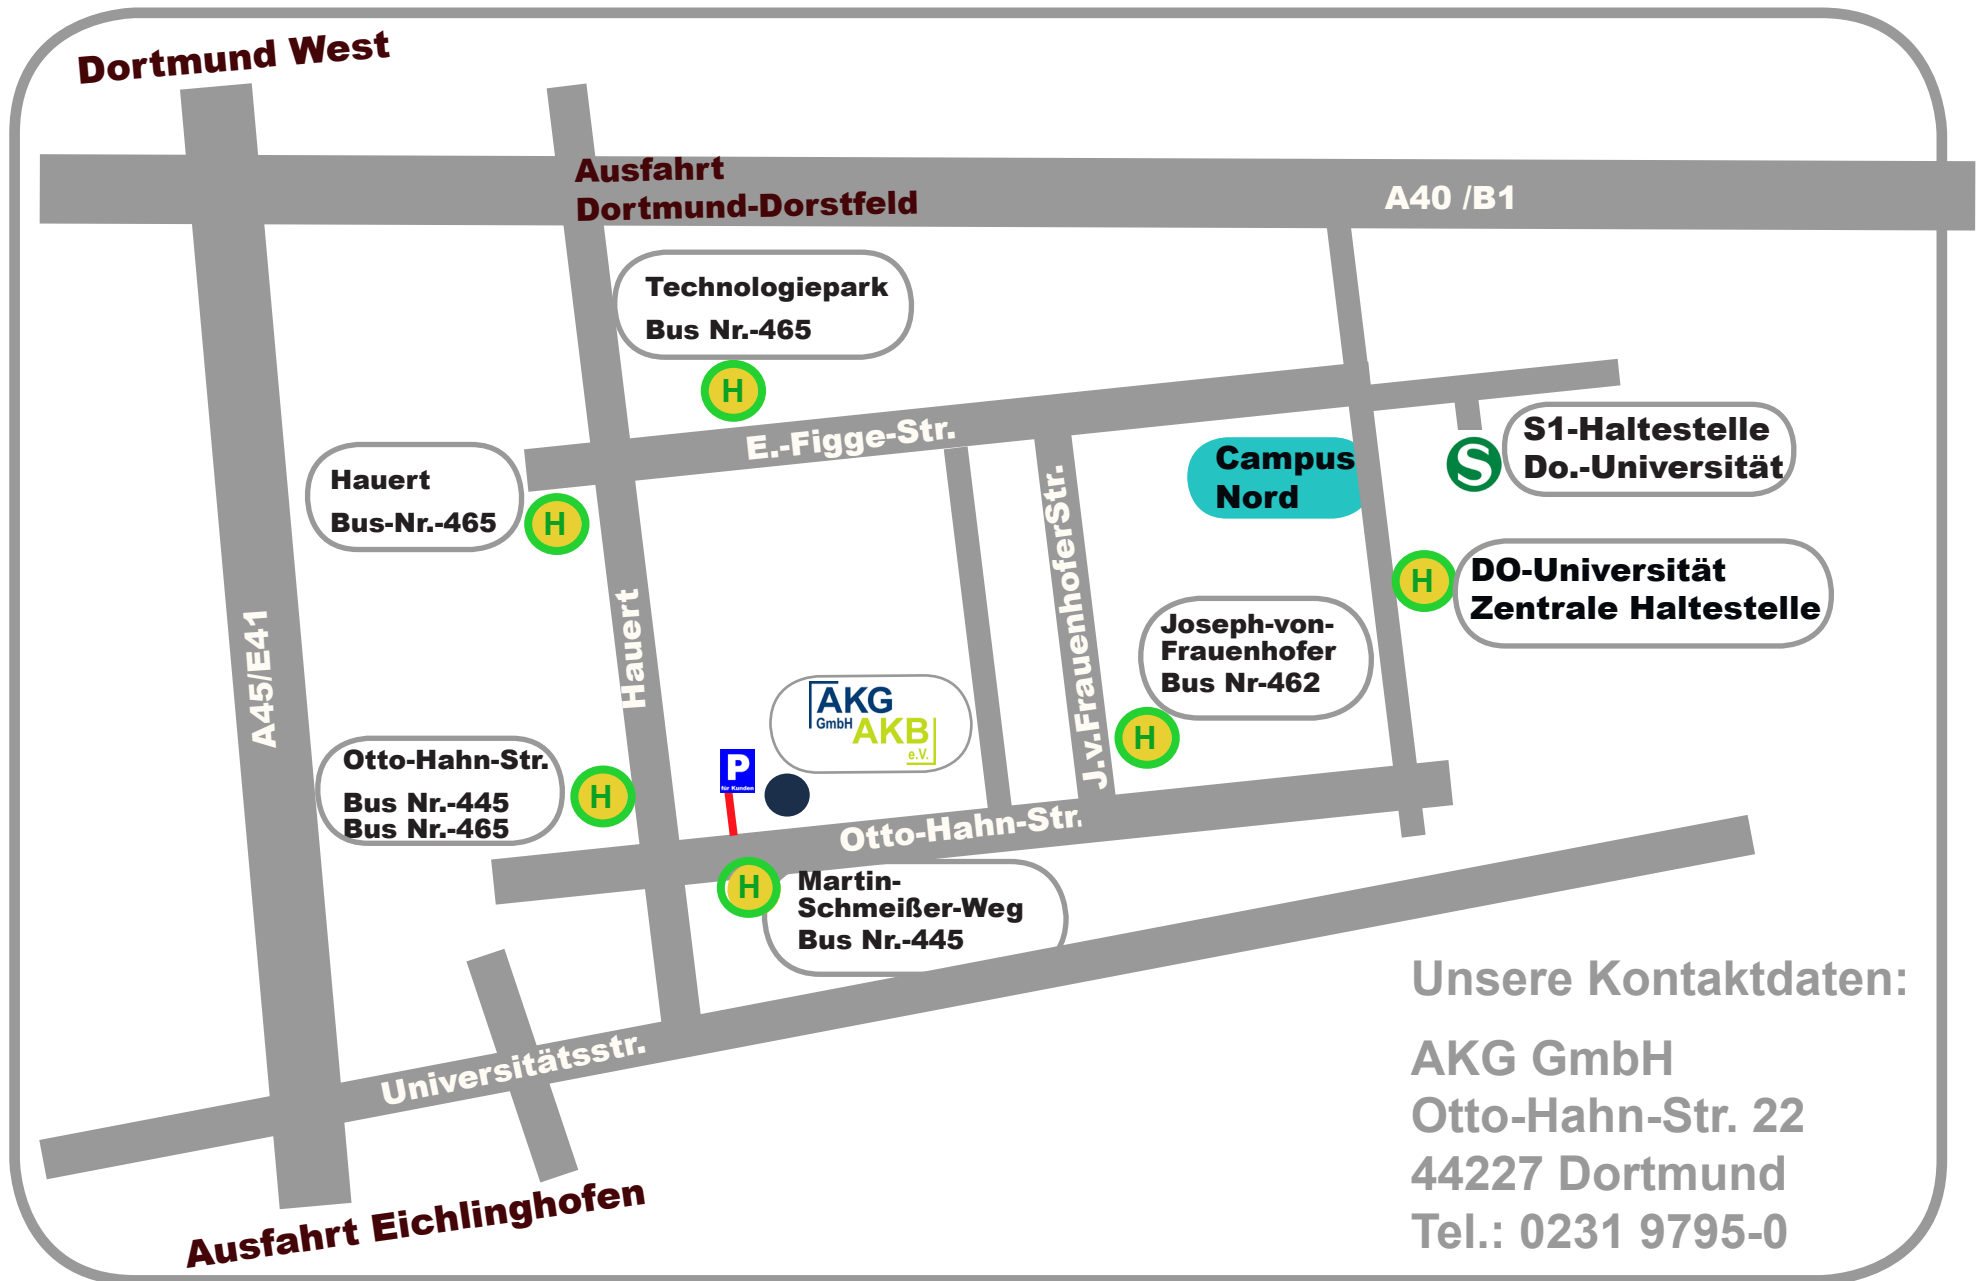 Dortmund West
Ausfahrt
Dortmund-Dorstfeld
A40 /B1
Technologiepark
Bus Nr.-465
H
E.-Figge-Str.
S1-Haltestelle
Do.-Universität
S
Campus
Nord
Hauert
Bus-Nr.-465
H
DO-Universität
Zentrale Haltestelle
H
J.v.FrauenhoferStr.
Joseph-von-
Frauenhofer
Bus Nr-462
H
A45/E41
Hauert
AKG
GmbH
AKB
e.V.
P
für Kunden
Otto-Hahn-Str.
Bus Nr.-445
Bus Nr.-465
H
Otto-Hahn-Str.
H
Martin-
Schmeißer-Weg
Bus Nr.-445
Universitätsstr.
Ausfahrt Eichlinghofen
Unsere Kontaktdaten:
AKG GmbH
Otto-Hahn-Str. 22
44227 Dortmund
Tel.: 0231 9795-0